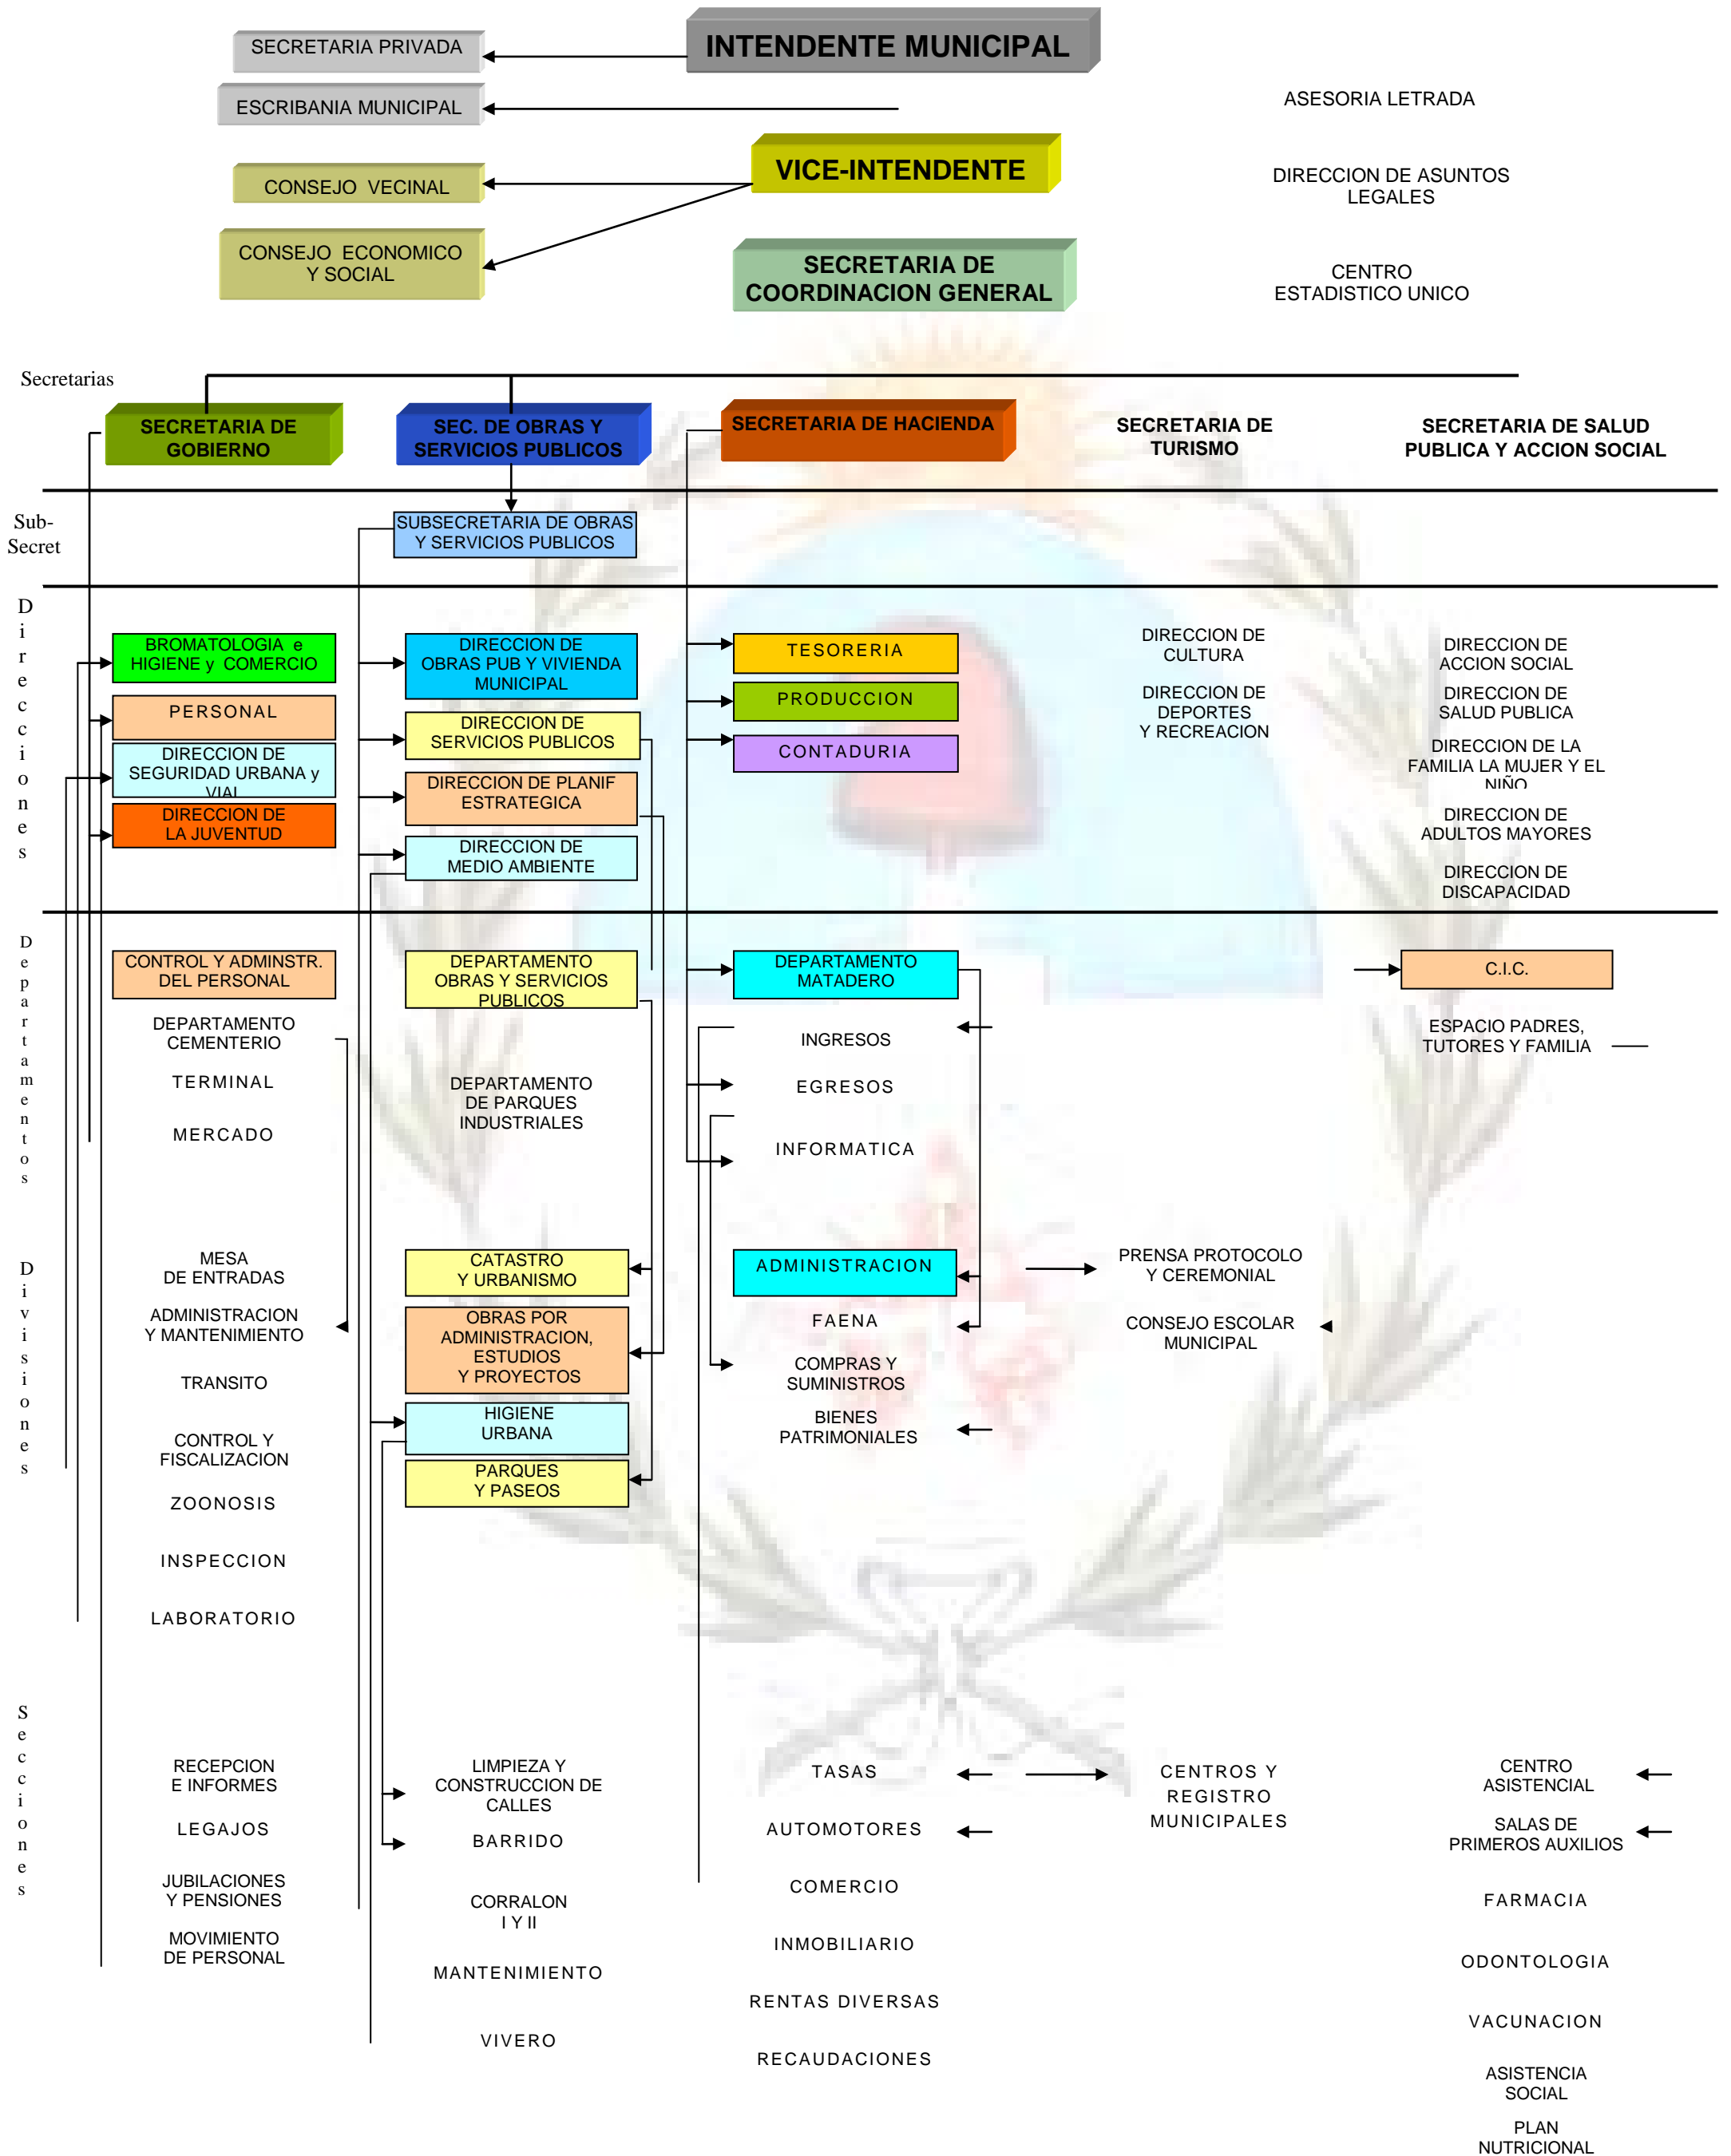 INTENDENTE MUNICIPAL
SECRETARIA PRIVADA
ESCRIBANIA MUNICIPAL
ASESORIA LETRADA
VICE-INTENDENTE
CONSEJO VECINAL
DIRECCION DE ASUNTOS
LEGALES
CONSEJO ECONOMICO
Y SOCIAL
SECRETARIA DE
COORDINACION GENERAL
CENTRO
ESTADISTICO UNICO
Secretarias
SECRETARIA DE
GOBIERNO
SEC. DE OBRAS Y
SERVICIOS PUBLICOS
SECRETARIA DE HACIENDA
SECRETARIA DE
TURISMO
SECRETARIA DE SALUD
PUBLICA Y ACCION SOCIAL
Sub-
Secret
SUBSECRETARIA DE OBRAS
Y SERVICIOS PUBLICOS
Direcciones
BROMATOLOGIA e
HIGIENE y COMERCIO
PERSONAL
DIRECCION DE
SEGURIDAD URBANA y
VIAL
DIRECCION DE
LA JUVENTUD
DIRECCION DE
OBRAS PUB Y VIVIENDA
MUNICIPAL
DIRECCION DE
SERVICIOS PUBLICOS
DIRECCION DE PLANIF
ESTRATEGICA
DIRECCION DE
MEDIO AMBIENTE
TESORERIA
PRODUCCION
CONTADURIA
DIRECCION DE
CULTURA
DIRECCION DE
DEPORTES
Y RECREACION
DIRECCION DE
ACCION SOCIAL
DIRECCION DE
SALUD PUBLICA
DIRECCION DE LA
FAMILIA LA MUJER Y EL
NIÑO
DIRECCION DE
ADULTOS MAYORES
DIRECCION DE
DISCAPACIDAD
Departamentos
CONTROL Y ADMINSTR.
DEL PERSONAL
DEPARTAMENTO
CEMENTERIO
TERMINAL
MERCADO
DEPARTAMENTO
OBRAS Y SERVICIOS
PUBLICOS
DEPARTAMENTO
DE PARQUES
INDUSTRIALES
DEPARTAMENTO
MATADERO
INGRESOS
EGRESOS
INFORMATICA
C.I.C.
ESPACIO PADRES,
TUTORES Y FAMILIA
Divisiones
MESA
DE ENTRADAS
ADMINISTRACION
Y MANTENIMIENTO
TRANSITO
CONTROL Y
FISCALIZACION
ZOONOSIS
INSPECCION
LABORATORIO
CATASTRO
Y URBANISMO
OBRAS POR
ADMINISTRACION,
ESTUDIOS
Y PROYECTOS
HIGIENE
URBANA
PARQUES
Y PASEOS
ADMINISTRACION
FAENA
COMPRAS Y
SUMINISTROS
BIENES
PATRIMONIALES
PRENSA PROTOCOLO
Y CEREMONIAL
CONSEJO ESCOLAR
MUNICIPAL
Secciones
RECEPCION
E INFORMES
LEGAJOS
JUBILACIONES
Y PENSIONES
MOVIMIENTO
DE PERSONAL
LIMPIEZA Y
CONSTRUCCION DE
CALLES
BARRIDO
CORRALON
I Y II
MANTENIMIENTO
VIVERO
TASAS
AUTOMOTORES
COMERCIO
INMOBILIARIO
RENTAS DIVERSAS
RECAUDACIONES
CENTROS Y
REGISTRO
MUNICIPALES
CENTRO
ASISTENCIAL
SALAS DE
PRIMEROS AUXILIOS
FARMACIA
ODONTOLOGIA
VACUNACION
ASISTENCIA
SOCIAL
PLAN
NUTRICIONAL